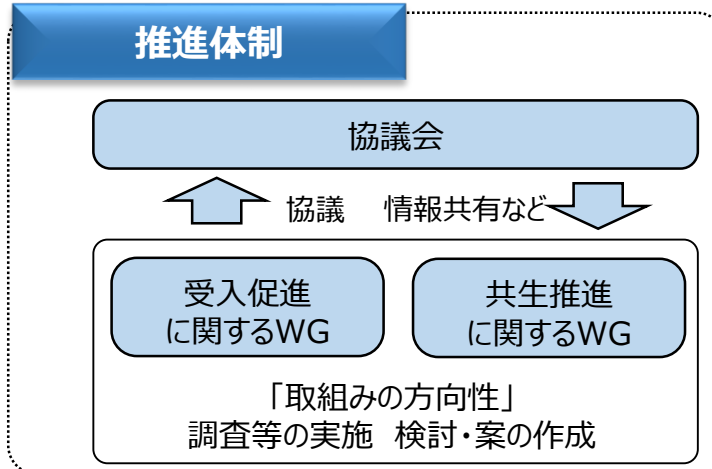 推進体制
協議会
協議　情報共有など
受入促進
に関するWG
共生推進
に関するWG
「取組みの方向性」
調査等の実施　検討・案の作成